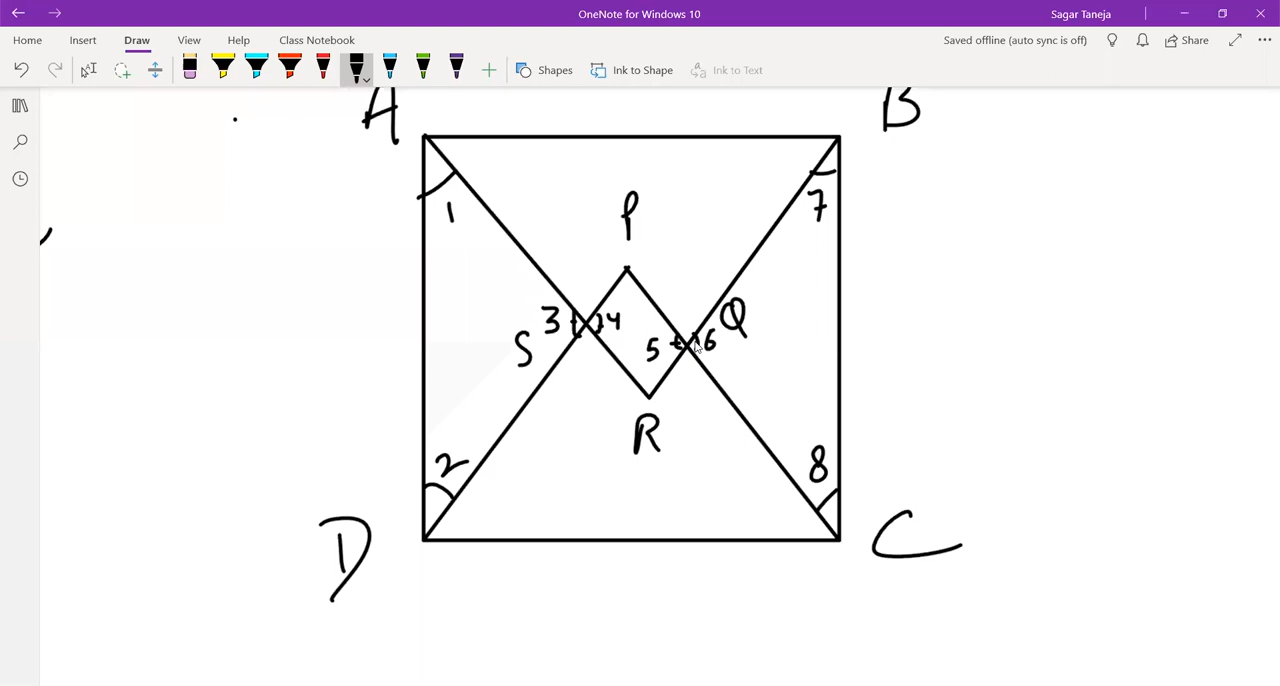 OneNote for Windows 10
Sagar Taneja
Home Insert Draw View Help Class Notebook
Saved offline (auto sync is off) Share
Shapes Ink to Shape Ink to Text
A B
1 7
P
3 4 Q
S 5 6
R
2 8
D C